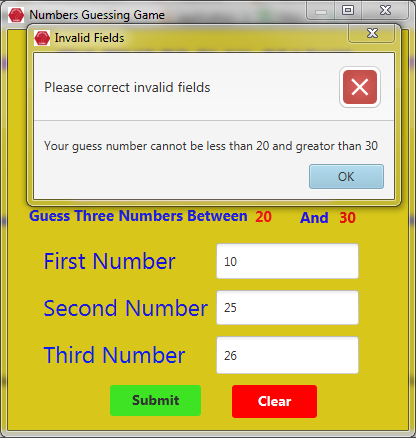 Numbers Guessing Game
Invalid Fields
Please correct invalid fields
Your guess number cannot be less than 20 and greator than 30
OK
Guess Three Numbers Between 20 And 30
First Number 10
Second Number 25
Third Number 26
Submit Clear